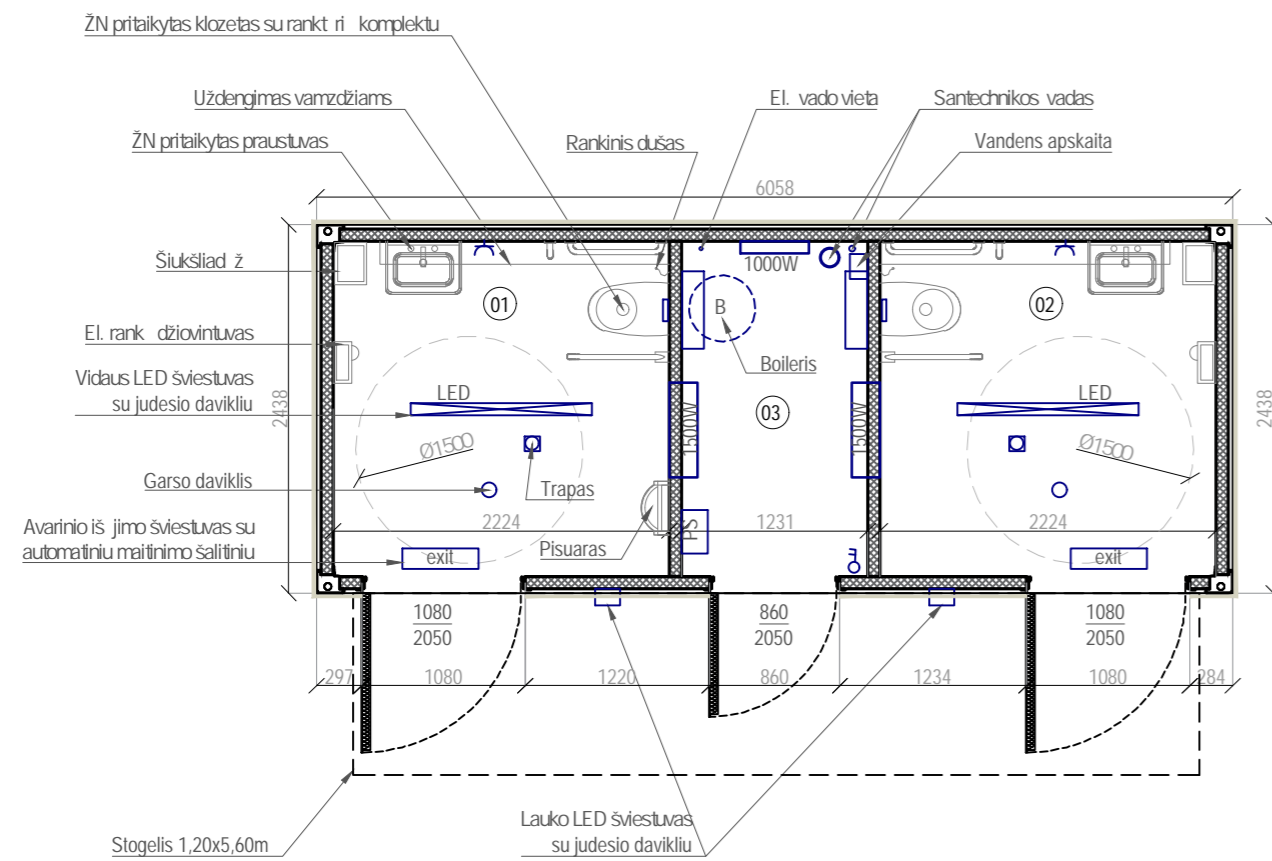 ŽN pritaikytas klozetas su rankt ri komplektu
Uždengimas vamzdžiams
El. vado vieta
Santechnikos vadas
ŽN pritaikytas praustuvas
Rankinis dušas
Vandens apskaita
6058
Šiukšliad ž
1000W
01
02
B
El. rank džiovintuvas
Boileris
Vidaus LED šviestuvas
su judesio davikliu
LED
LED
03
2438
2438
1500W
1500W
Ø1500
Ø1500
Garso daviklis
Trapas
2224
1231
2224
Avarinio iš jimo šviestuvas su
automatiniu maitinimo šalitiniu
PS
Pisuaras
exit
exit
1080
2050
860
2050
1080
2050
297
1080
1220
860
1234
1080
284
Lauko LED šviestuvas
su judesio davikliu
Stogelis 1,20x5,60m